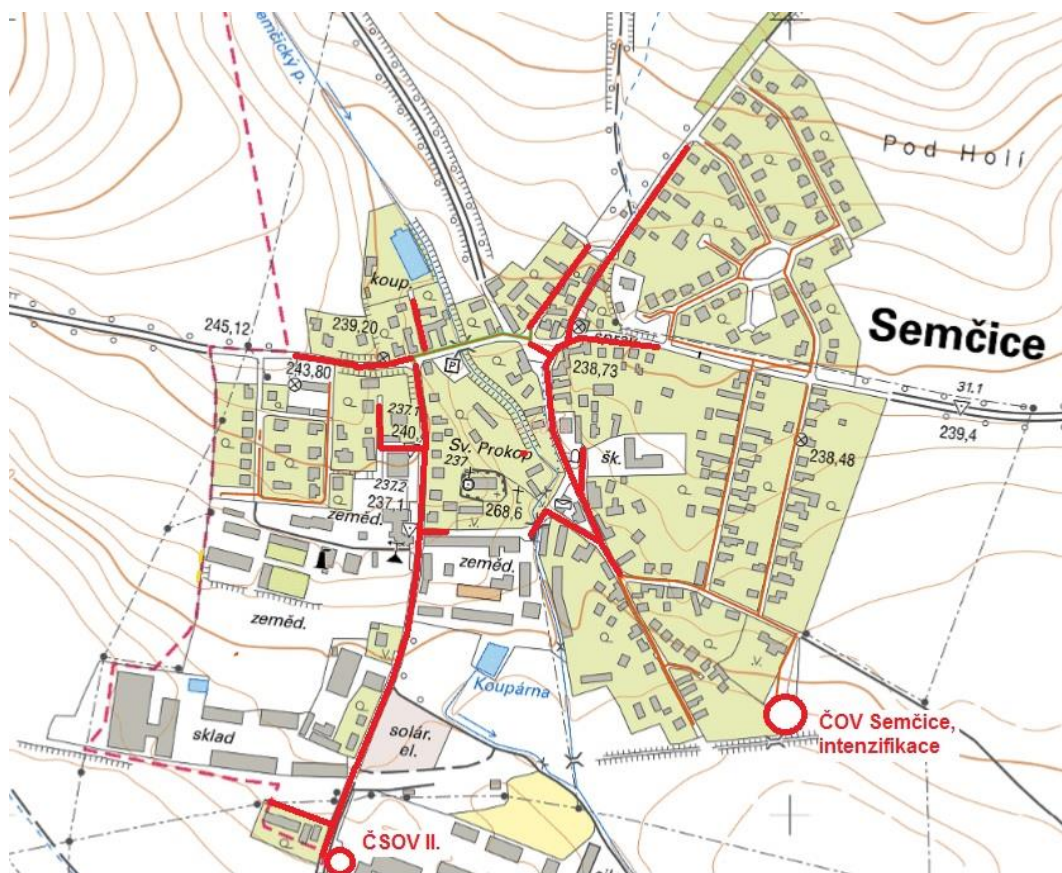 emčický p.
Pod Holí
koup.
245,12
239,20
Semčice
243,80
P
238,73
31.1
239,4
237.1
240,
Sv. Prokop
237
šk.
238,48
237.2
237.1
268,6
zeměd.
zeměd.
zeměd.
Koupárna
sklad
solár.
el.
ČOV Semčice,
intenzifikace
ČSOV II.